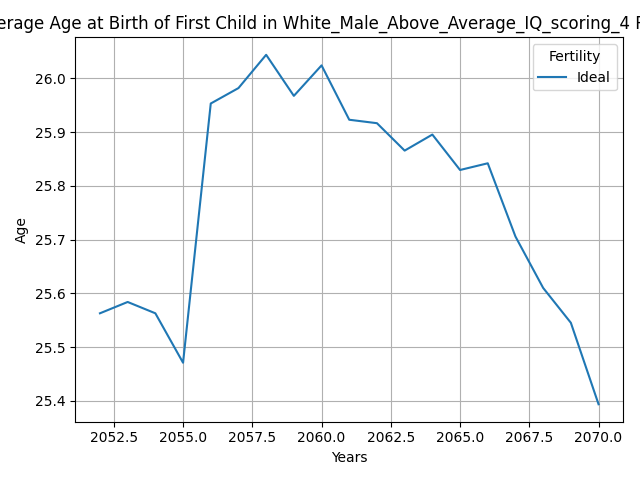 erage Age at Birth of First Child in White_Male_Above_Average_IQ_scoring_4
Fertility
Ideal
26.0
25.9
25.8
25.7
25.6
25.5
25.4
Age
2052.5 2055.0 2057.5 2060.0 2062.5 2065.0 2067.5 2070.0
Years